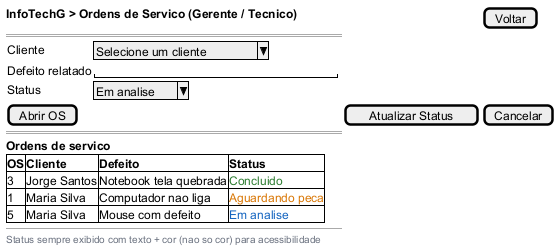 InfoTechG > Ordens de Servico (Gerente / Tecnico)
Voltar
Cliente Selecione um cliente
Defeito relatado
Status Em analise
Abrir OS Atualizar Status Cancelar
Ordens de servico
OS Cliente Defeito Status
3 Jorge Santos Notebook tela quebrada Concluido
1 Maria Silva Computador nao liga Aguardando peca
5 Maria Silva Mouse com defeito Em analise
Status sempre exibido com texto + cor (nao so cor) para acessibilidade